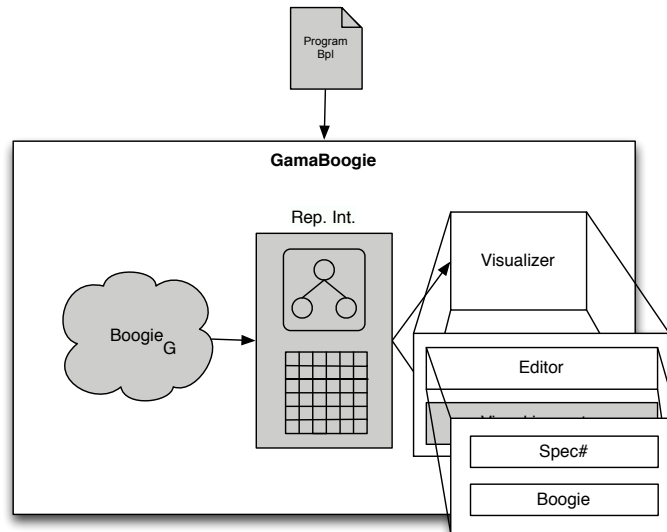 Program
Bpl
GamaBoogie
Rep. Int.
Visualizer
Boogie
G
Editor
Spec#
Boogie